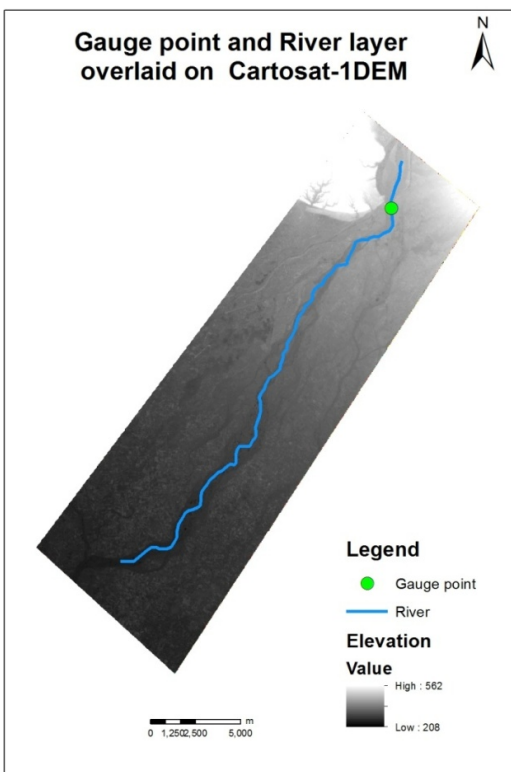 N
Gauge point and River layer
overlaid on Cartosat-1DEM
Legend
Gauge point
River
Elevation
Value
High : 562
Low : 208
m
0 1,250 2,500 5,000